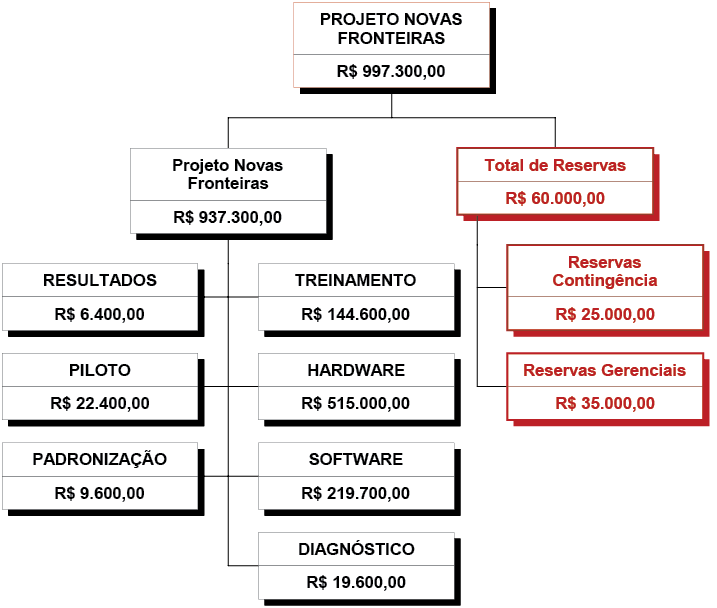 PROJETO NOVAS
FRONTEIRAS
R$ 997.300,00
Projeto Novas
Fronteiras
R$ 937.300,00
Total de Reservas
R$ 60.000,00
RESULTADOS
R$ 6.400,00
TREINAMENTO
R$ 144.600,00
Reservas
Contingência
R$ 25.000,00
PILOTO
R$ 22.400,00
HARDWARE
R$ 515.000,00
Reservas Gerenciais
R$ 35.000,00
PADRONIZAÇÃO
R$ 9.600,00
SOFTWARE
R$ 219.700,00
DIAGNÓSTICO
R$ 19.600,00